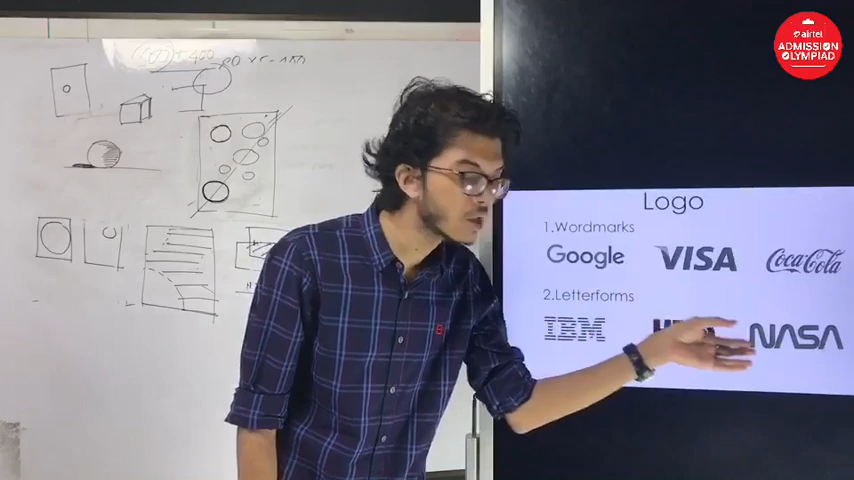 airtel
ADMISSION
OLYMPIAD
Logo
1.Wordmarks
Google VISA Coca-Cola
2.Letterforms
IBM NASA
B